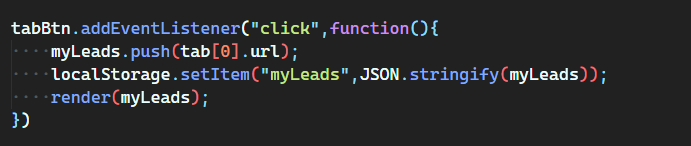 tabBtn.addEventListener("click",function(){
    myLeads.push(tab[0].url);
    localStorage.setItem("myLeads",JSON.stringify(myLeads));
    render(myLeads);
})